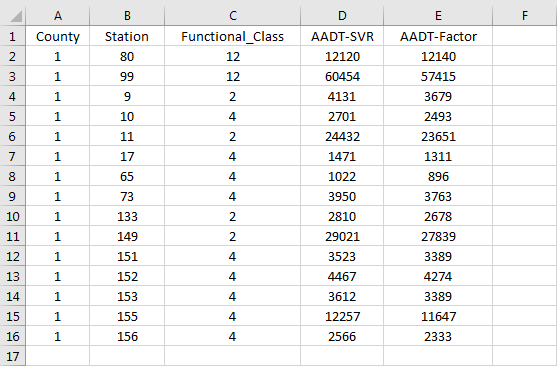 A B C D E F
1 County Station Functional_Class AADT-SVR AADT-Factor
2 1 80 12 12120 12140
3 1 99 12 60454 57415
4 1 9 2 4131 3679
5 1 10 4 2701 2493
6 1 11 2 24432 23651
7 1 17 4 1471 1311
8 1 65 4 1022 896
9 1 73 4 3950 3763
10 1 133 2 2810 2678
11 1 149 2 29021 27839
12 1 151 4 3523 3389
13 1 152 4 4467 4274
14 1 153 4 3612 3389
15 1 155 4 12257 11647
16 1 156 4 2566 2333
17